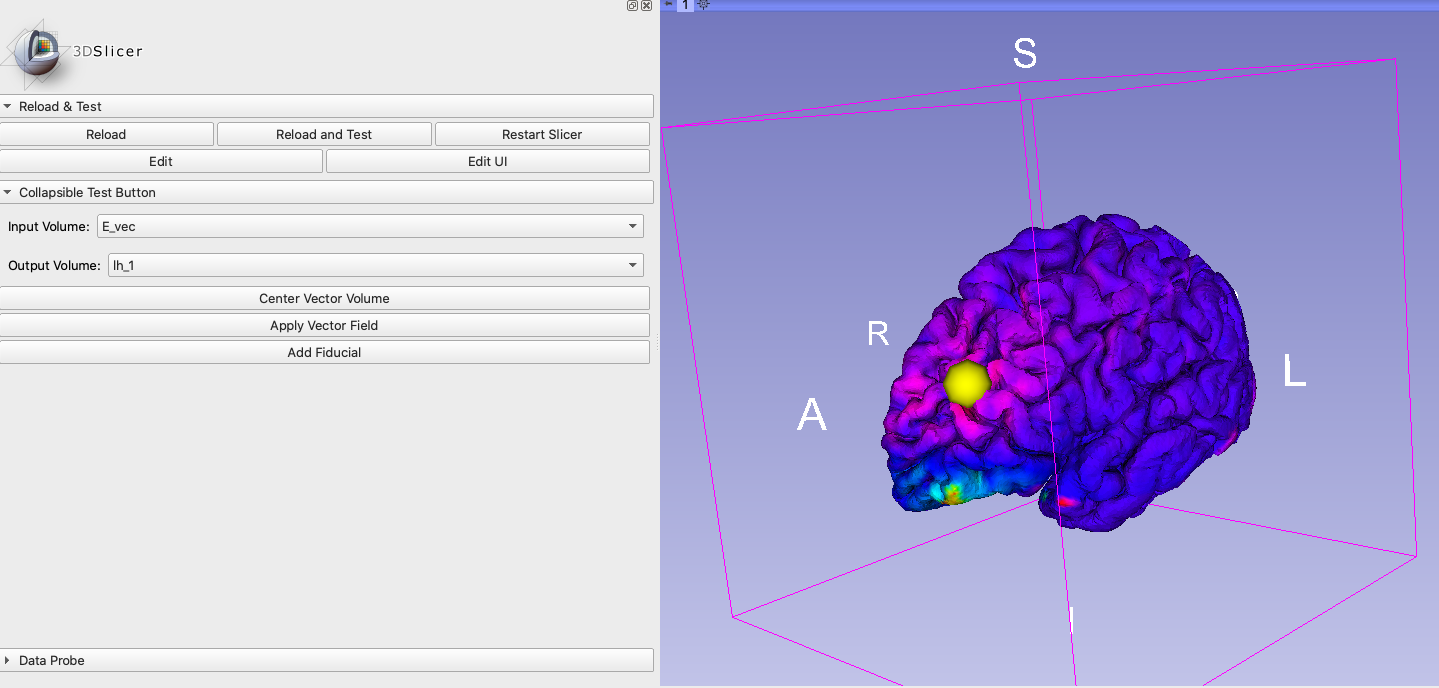 1
3DSlicer
Reload & Test
Reload
Reload and Test
Restart Slicer
Edit
Edit UI
Collapsible Test Button
Input Volume:
E_vec
Output Volume:
lh_1
Center Vector Volume
Apply Vector Field
Add Fiducial
Data Probe
S
R
A
L
I